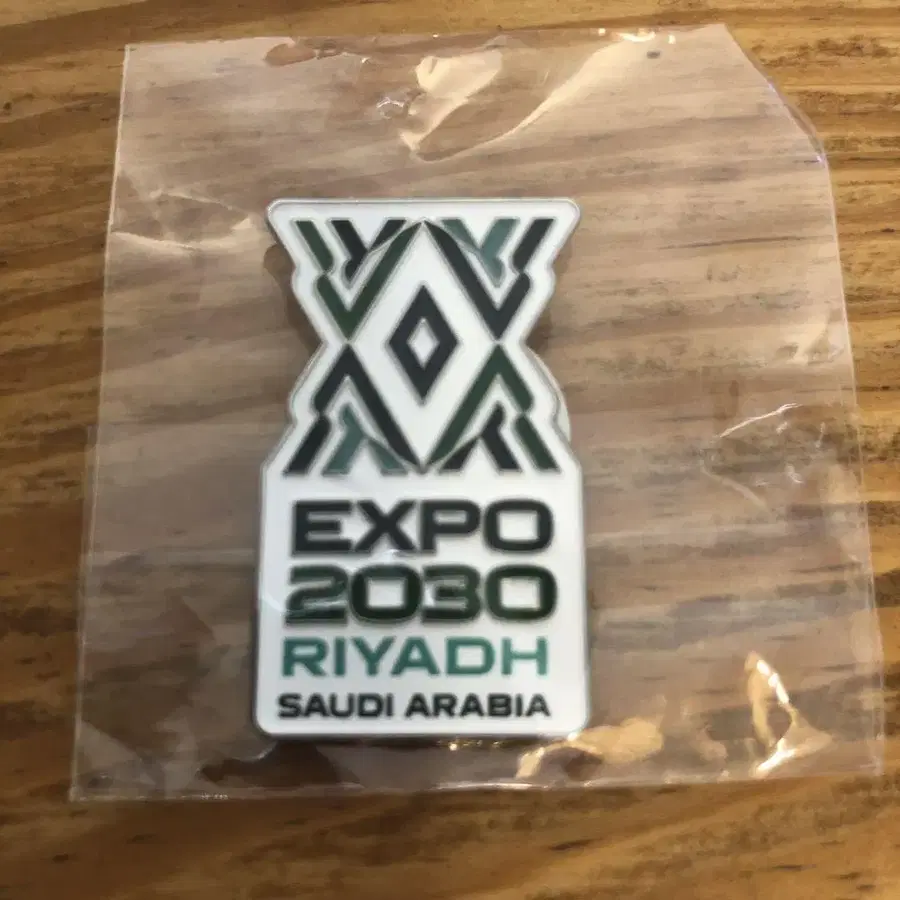 EXPO
2030
RIYADH
SAUDI ARABIA